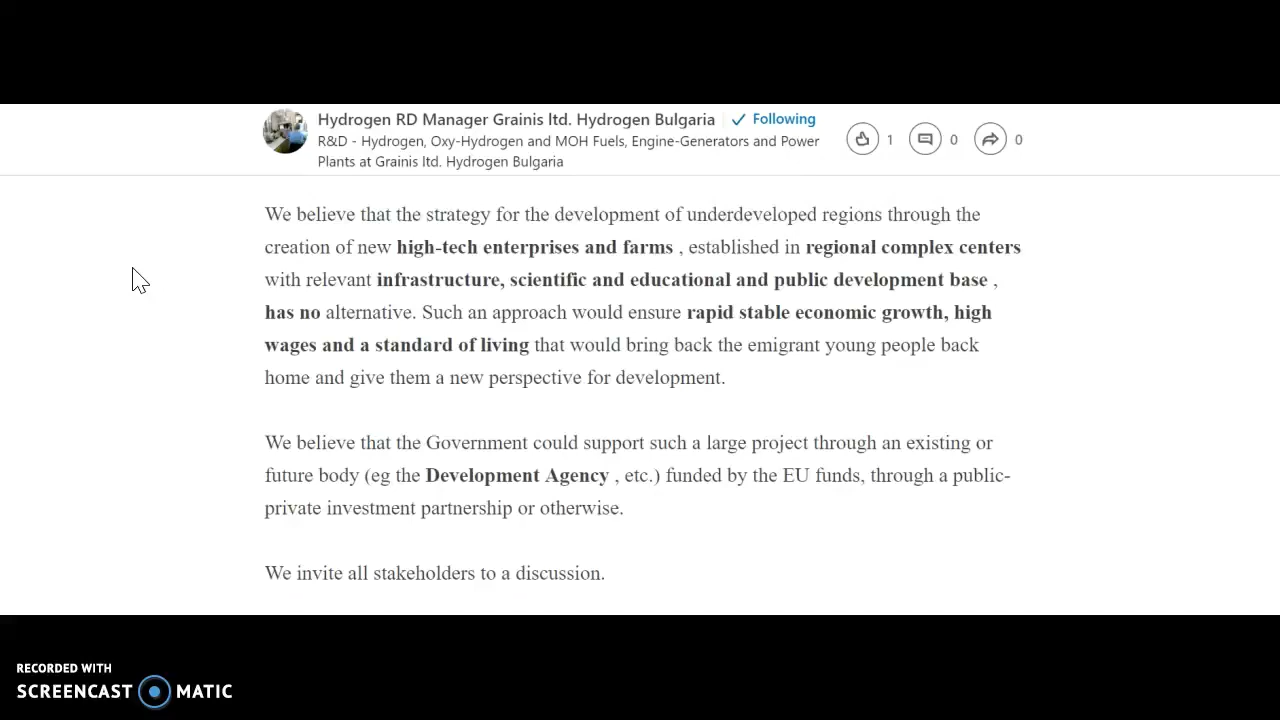 Hydrogen RD Manager Grainis ltd. Hydrogen Bulgaria Following
R&D - Hydrogen, Oxy-Hydrogen and MOH Fuels, Engine-Generators and Power
Plants at Grainis ltd. Hydrogen Bulgaria
1 0 0
We believe that the strategy for the development of underdeveloped regions through the
creation of new high-tech enterprises and farms , established in regional complex centers
with relevant infrastructure, scientific and educational and public development base ,
has no alternative. Such an approach would ensure rapid stable economic growth, high
wages and a standard of living that would bring back the emigrant young people back
home and give them a new perspective for development.
We believe that the Government could support such a large project through an existing or
future body (eg the Development Agency , etc.) funded by the EU funds, through a public-
private investment partnership or otherwise.
We invite all stakeholders to a discussion.
RECORDED WITH
SCREENCAST MATIC